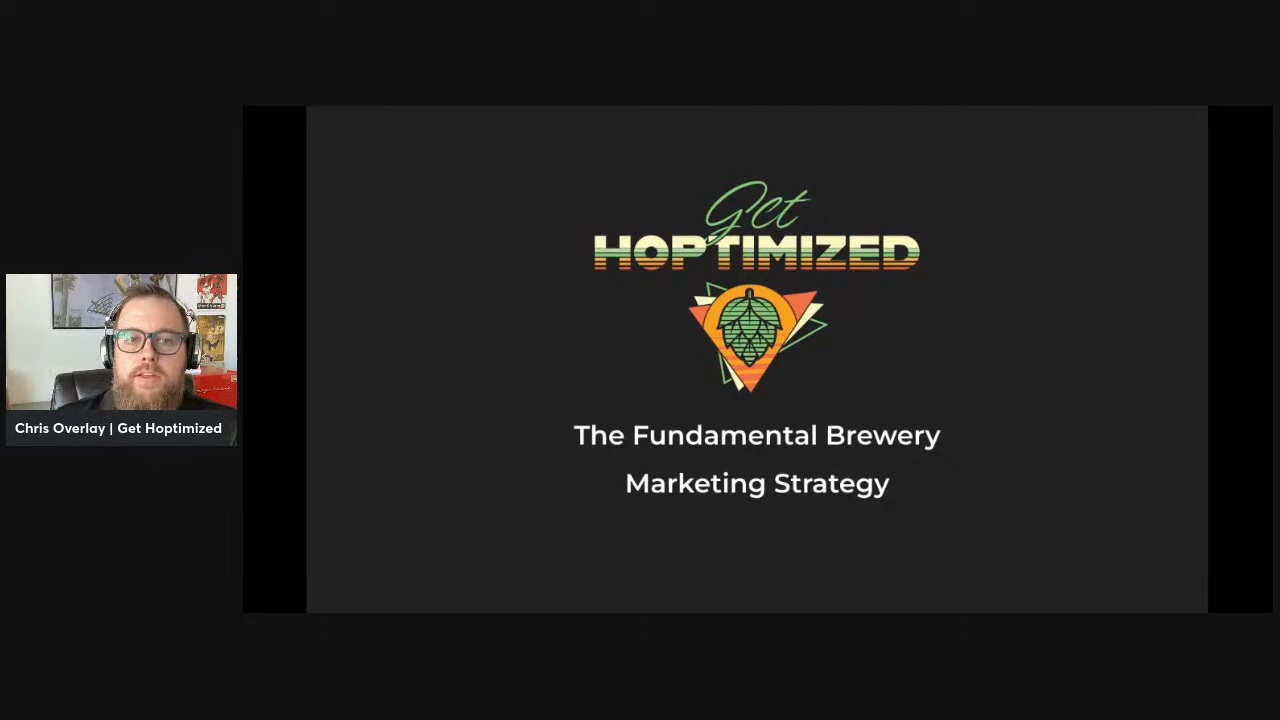 Get
HOPTIMIZED
The Fundamental Brewery
Marketing Strategy
Chris Overlay | Get Hoptimized